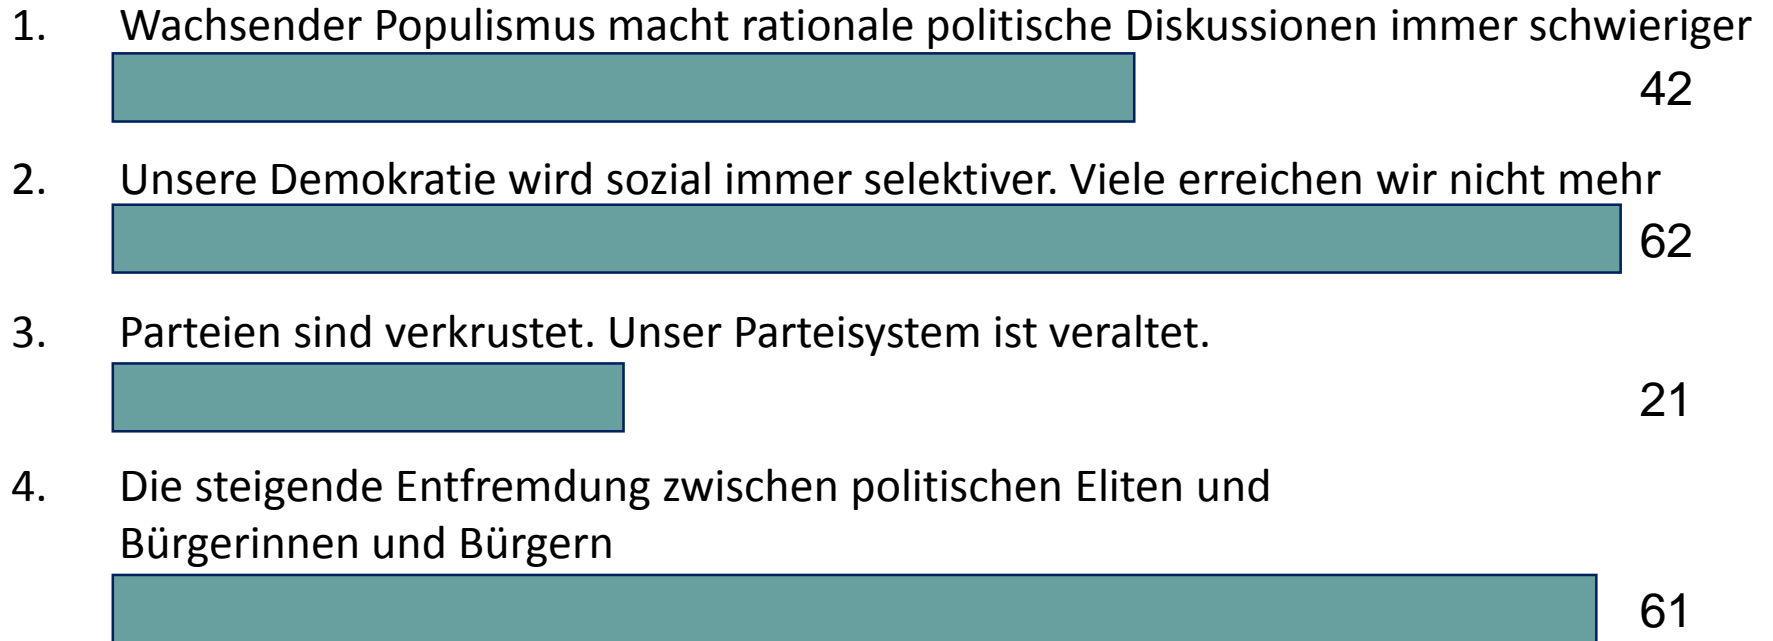 1. Wachsender Populismus macht rationale politische Diskussionen immer schwieriger
42
2. Unsere Demokratie wird sozial immer selektiver. Viele erreichen wir nicht mehr
62
3. Parteien sind verkrustet. Unser Parteisystem ist veraltet.
21
4. Die steigende Entfremdung zwischen politischen Eliten und
Bürgerinnen und Bürgern
61